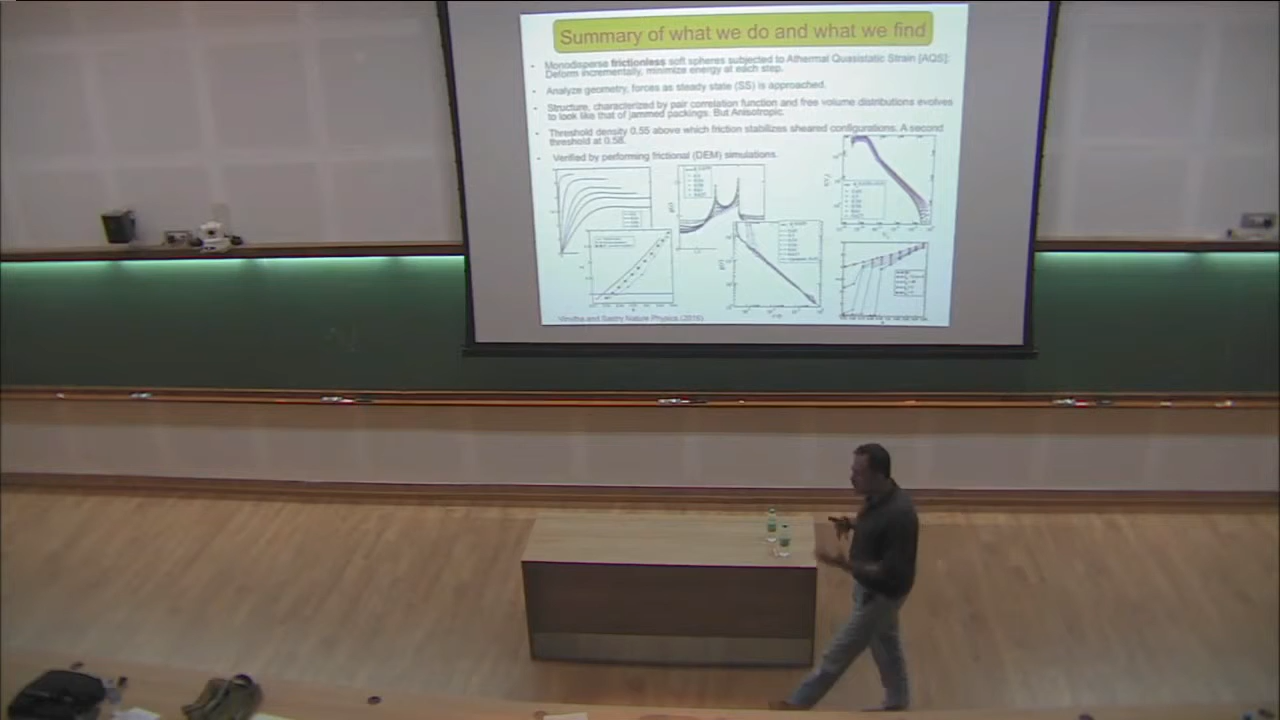 Summary of what we do and what we find
Monodisperse frictionless soft spheres subjected to Athermal Quasistatic Strain [AQS]:
Deform incrementally, minimize energy at each step.
Analyze geometry, forces as steady state (SS) is approached.
Structure, characterized by pair correlation function and free volume distributions evolves
to look like that of jammed packings. But Anisotropic.
Threshold density 0.55 above which friction stabilizes sheared configurations. A second
threshold at 0.58.
Verified by performing frictional (DEM) simulations.
and Sastry Nature Physics (2016)